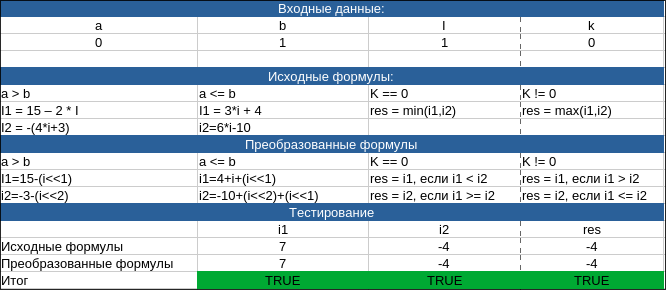 Входные данные:
a b I k
0 1 1 0
Исходные формулы:
a > b a <= b K == 0 K != 0
I1 = 15 – 2 * I I1 = 3*i + 4 res = min(i1,i2) res = max(i1,i2)
I2 = -(4*i+3) i2=6*i-10
Преобразованные формулы
a > b a <= b K == 0 K != 0
I1=15-(i<<1) i1=4+i+(i<<1) res = i1, если i1 < i2 res = i1, если i1 > i2
i2=-3-(i<<2) i2=-10+(i<<2)+(i<<1) res = i2, если i1 >= i2 res = i2, если i1 <= i2
Тестирование
i1 i2 res
Исходные формулы 7 -4 -4
Преобразованные формулы 7 -4 -4
Итог TRUE TRUE TRUE